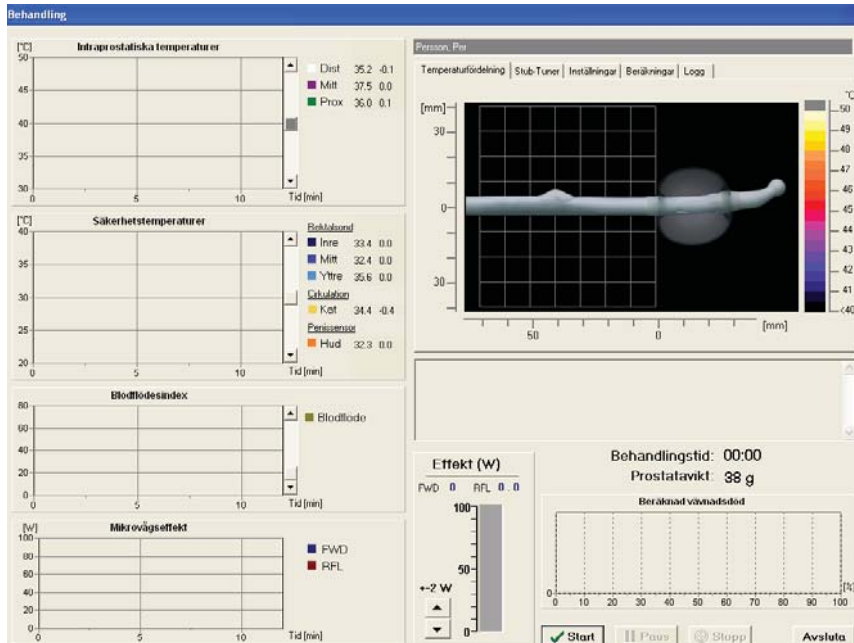 Behandling
[°C] Intraprostatiska temperaturer
50
45
40
35
30
0 5 10 Tid [min]
Dist 35.2 -0.1
Mitt 37.5 0.0
Prox 36.0 0.1
[°C] Säkerhetstemperaturer
40
35
30
25
20
0 5 10 Tid [min]
Rektalsond
Inre 33.4 0.0
Mitt 32.4 0.0
Yttre 35.6 0.0
Cirkulation
Kat 34.4 -0.4
Penissensor
Hud 32.3 0.0
Blodflödesindex
80
60
40
20
0
0 5 10 Tid [min]
Blodflöde
[W] Mikrovågseffekt
100
80
60
40
20
0
0 5 10 Tid [min]
FWD
RFL
Persson, Per
Temperaturfördelning Stub-Tuner Inställningar Beräkningar Logg
[mm]
30
0
30
50 0 [mm]
°C
50
49
48
47
46
45
44
43
42
41
<40
Effekt (W)
FWD 0 RFL 0.0
100
50
0
+-2 W
Behandlingstid: 00:00
Prostatavikt: 38 g
Beräknad vävnadsdöd
0
0 10 20 30 40 50 60 70 80 90 100 [%]
Start Paus Stopp Avsluta